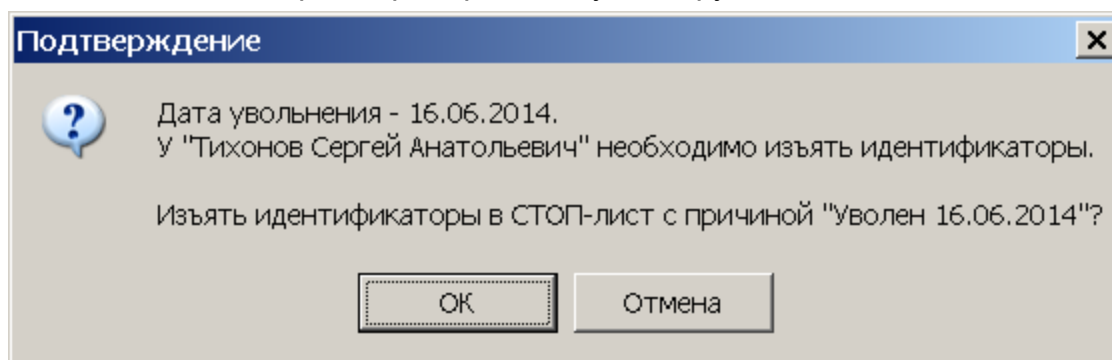 Подтверждение
Дата увольнения - 16.06.2014.
У "Тихонов Сергей Анатольевич" необходимо изъять идентификаторы.
Изъять идентификаторы в СТОП-лист с причиной "Уволен 16.06.2014"?
ОК
Отмена